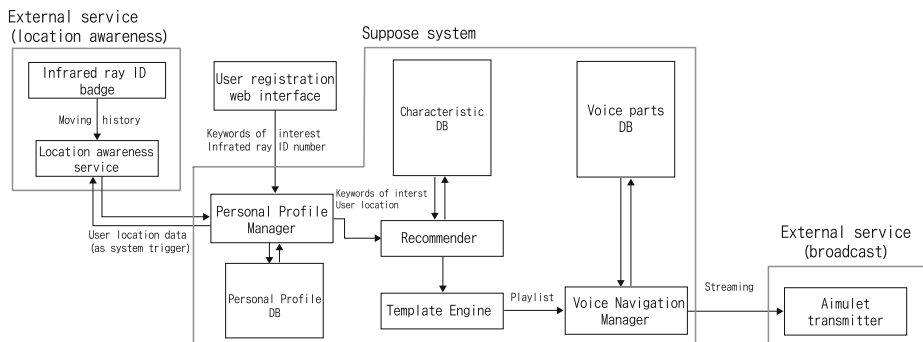 External service
(location awareness)
Infrared ray ID
badge
Moving history
Location awareness
service
User location data
(as system trigger)
User registration
web interface
Keywords of interest
Infrared ray ID number
Suppose system
Personal Profile
Manager
Personal Profile
DB
Keywords of interst
User location
Characteristic
DB
Recommender
Template Engine
Playlist
Voice parts
DB
Voice Navigation
Manager
Streaming
External service
(broadcast)
Aimulet
transmitter